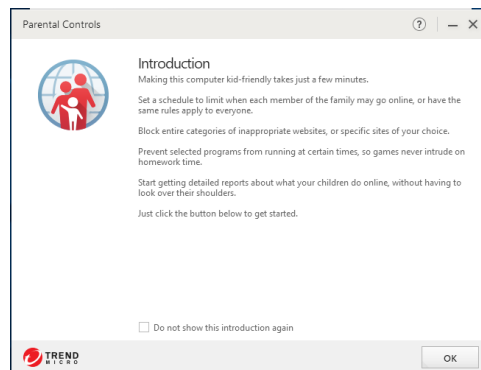 Parental Controls
?
Introduction
Making this computer kid-friendly takes just a few minutes.
Set a schedule to limit when each member of the family may go online, or have the
same rules apply to everyone.
Block entire categories of inappropriate websites, or specific sites of your choice.
Prevent selected programs from running at certain times, so games never intrude on
homework time.
Start getting detailed reports about what your children do online, without having to
look over their shoulders.
Just click the button below to get started.
Do not show this introduction again
TREND
MICRO
OK